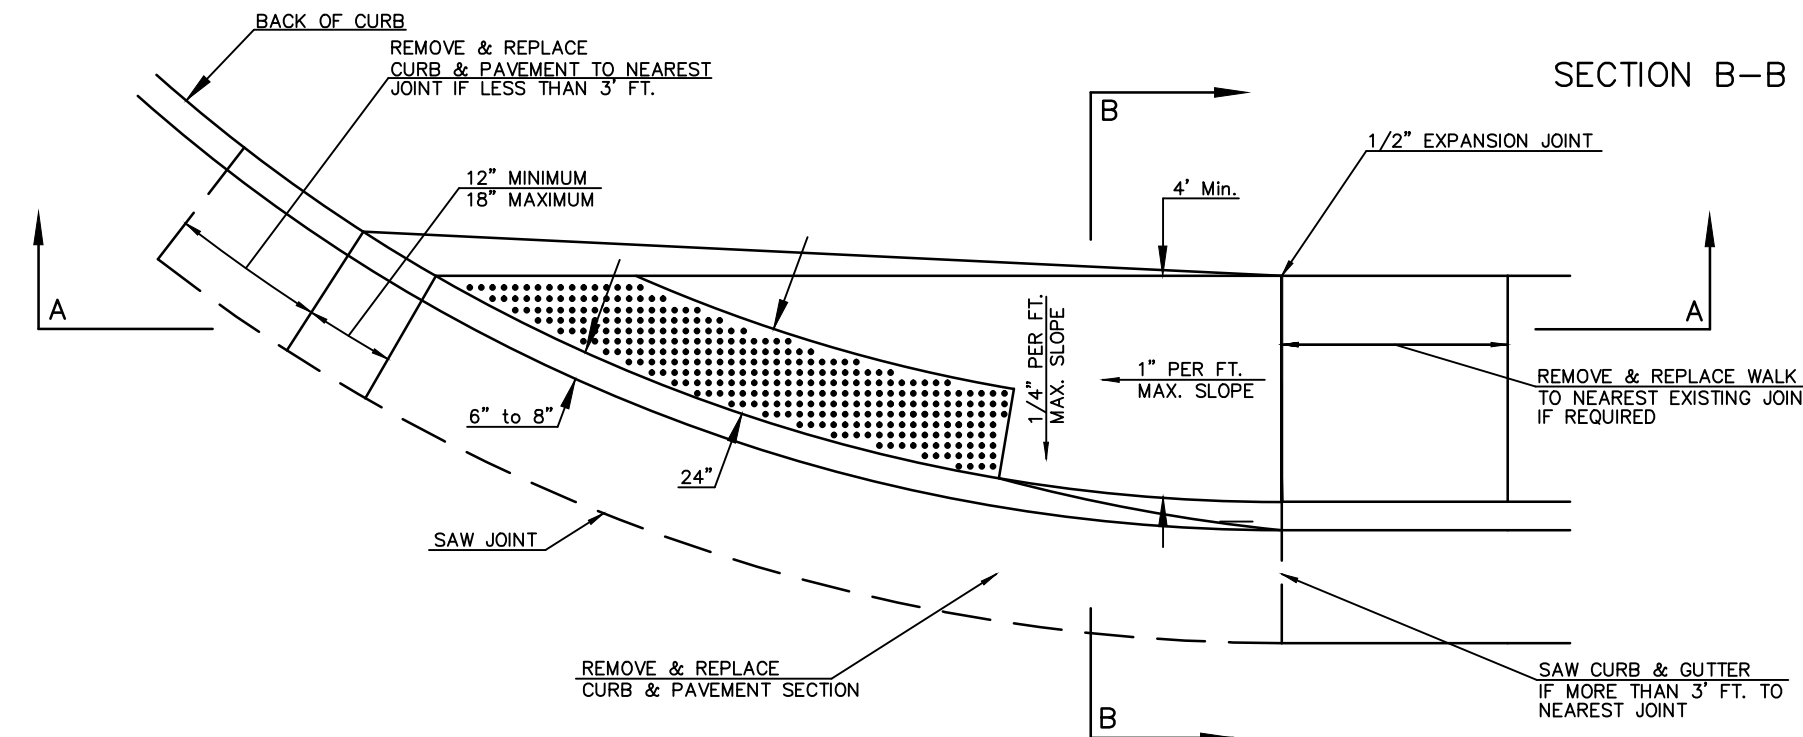 BACK OF CURB
REMOVE & REPLACE
CURB & PAVEMENT TO NEAREST
JOINT IF LESS THAN 3' FT.
SECTION B-B
B
1/2" EXPANSION JOINT
12" MINIMUM
18" MAXIMUM
4' Min.
A
A
1/4" PER FT.
MAX. SLOPE
1" PER FT.
MAX. SLOPE
REMOVE & REPLACE WALK
TO NEAREST EXISTING JOIN
IF REQUIRED
6" to 8"
24"
SAW JOINT
REMOVE & REPLACE
CURB & PAVEMENT SECTION
SAW CURB & GUTTER
IF MORE THAN 3' FT. TO
NEAREST JOINT
B